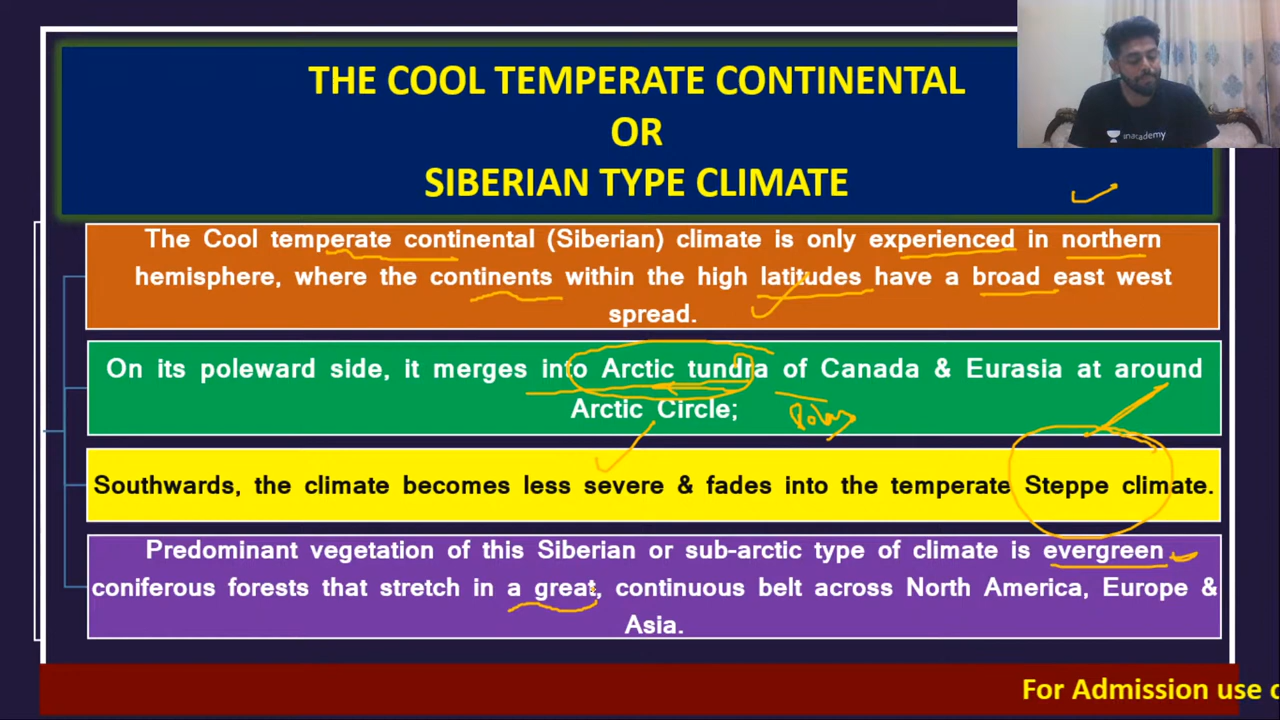 THE COOL TEMPERATE CONTINENTAL
OR
SIBERIAN TYPE CLIMATE
unacademy
The Cool temperate continental (Siberian) climate is only experienced in northern
hemisphere, where the continents within the high latitudes have a broad east west
spread.
On its poleward side, it merges into Arctic tundra of Canada & Eurasia at around
Arctic Circle;
Southwards, the climate becomes less severe & fades into the temperate Steppe climate.
Predominant vegetation of this Siberian or sub-arctic type of climate is evergreen
coniferous forests that stretch in a great, continuous belt across North America, Europe &
Asia.
For Admission use